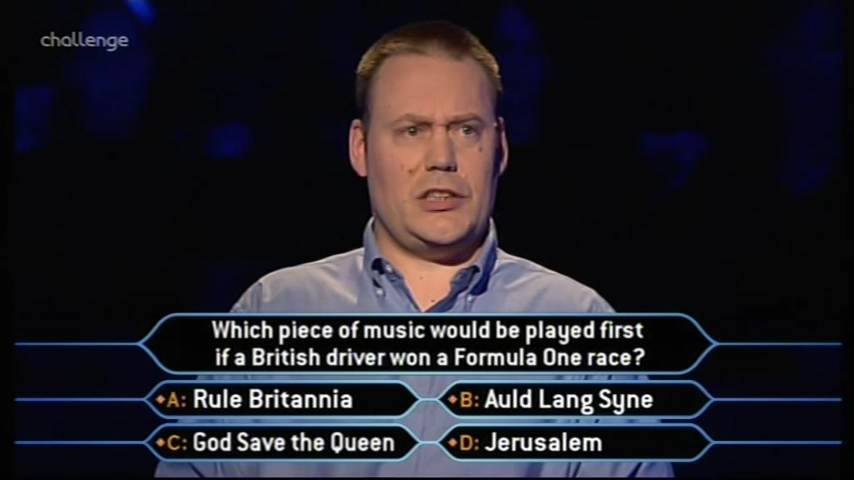 challenge
Which piece of music would be played first
if a British driver won a Formula One race?
A: Rule Britannia
B: Auld Lang Syne
C: God Save the Queen
D: Jerusalem